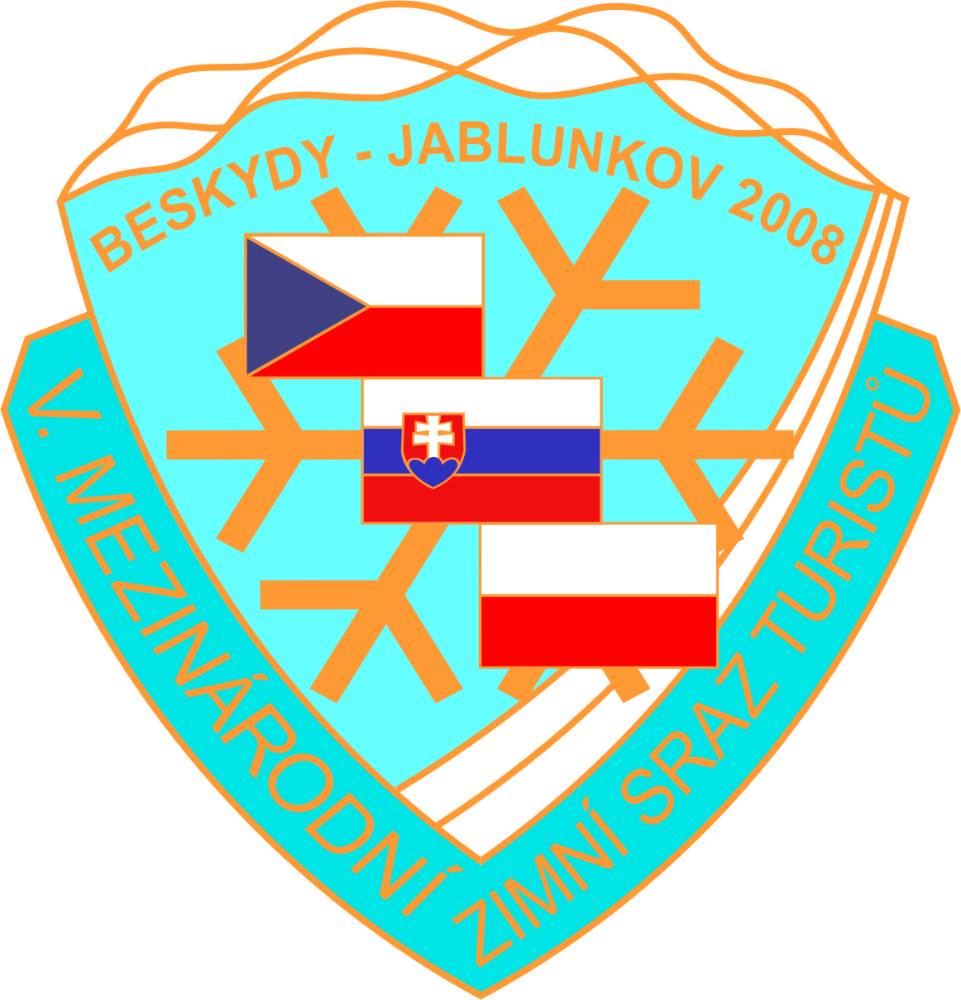 BESKYDY - JABLUNKOV 2008
V. MEZINÁRODNÍ ZIMNÍ SRAZ TURISTŮ